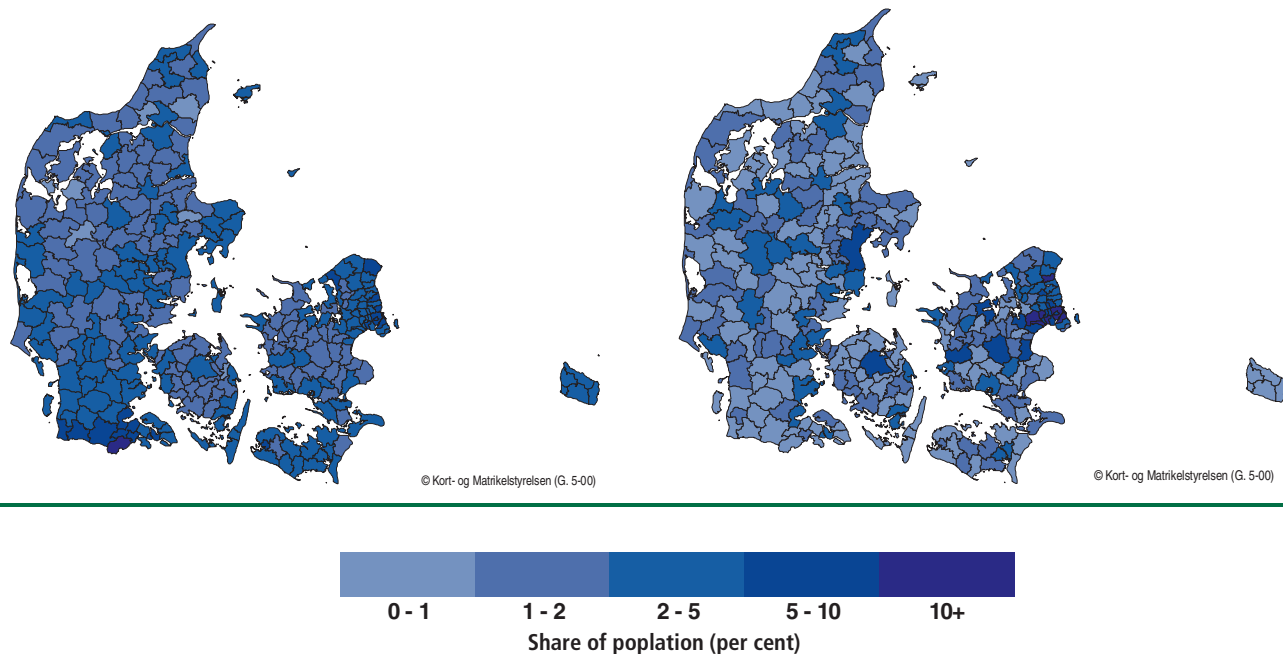 © Kort- og Matrikelstyrelsen (G. 5-00)
© Kort- og Matrikelstyrelsen (G. 5-00)
0 - 1 1 - 2 2 - 5 5 - 10 10+
Share of poplation (per cent)